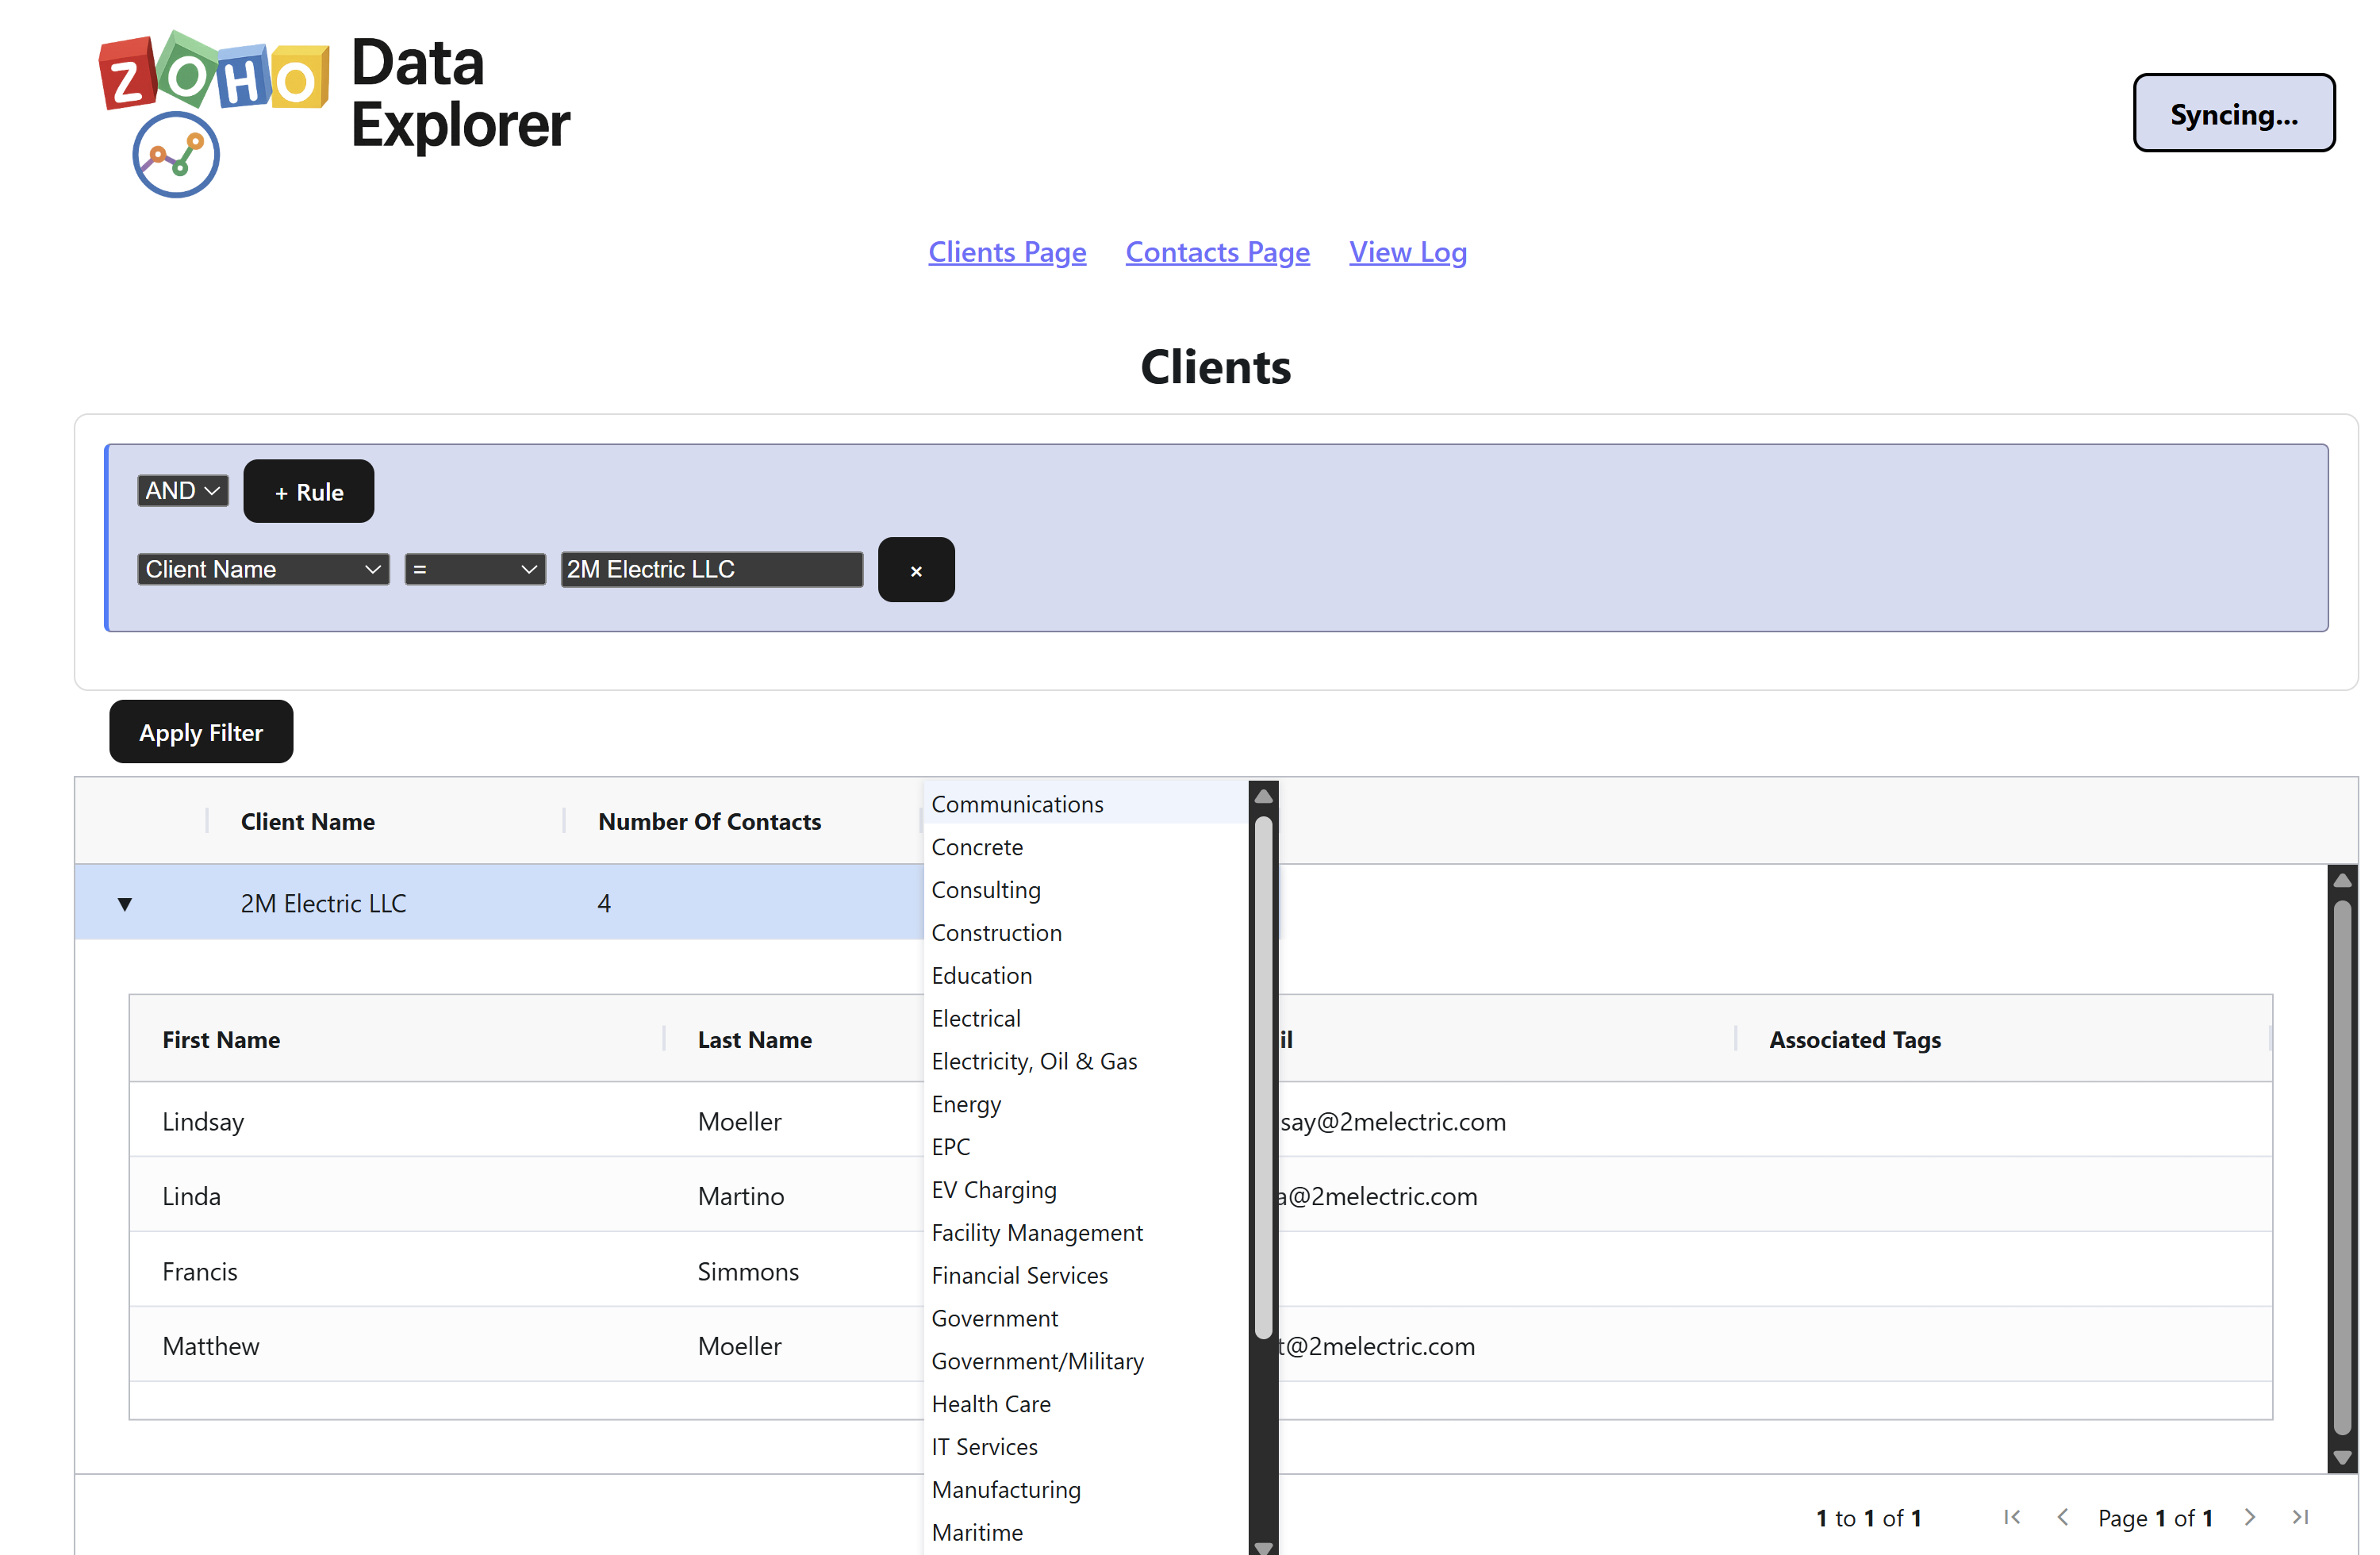 ZOHO Data
Explorer
Syncing...
Clients Page Contacts Page View Log
Clients
AND + Rule
Client Name = 2M Electric LLC ×
Apply Filter
Client Name Number Of Contacts
2M Electric LLC 4
Communications
Concrete
Consulting
Construction
Education
Electrical
Electricity, Oil & Gas
Energy
EPC
EV Charging
Facility Management
Financial Services
Government
Government/Military
Health Care
IT Services
Manufacturing
Maritime
First Name Last Name il Associated Tags
Lindsay Moeller say@2melectric.com
Linda Martino a@2melectric.com
Francis Simmons
Matthew Moeller t@2melectric.com
1 to 1 of 1 Page 1 of 1